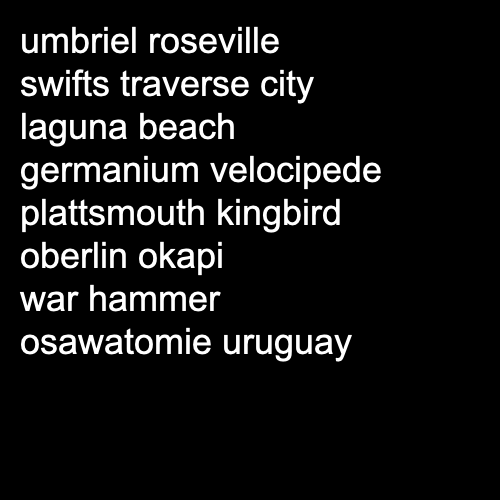 umbriel roseville
swifts traverse city
laguna beach
germanium velocipede
plattsmouth kingbird
oberlin okapi
war hammer
osawatomie uruguay